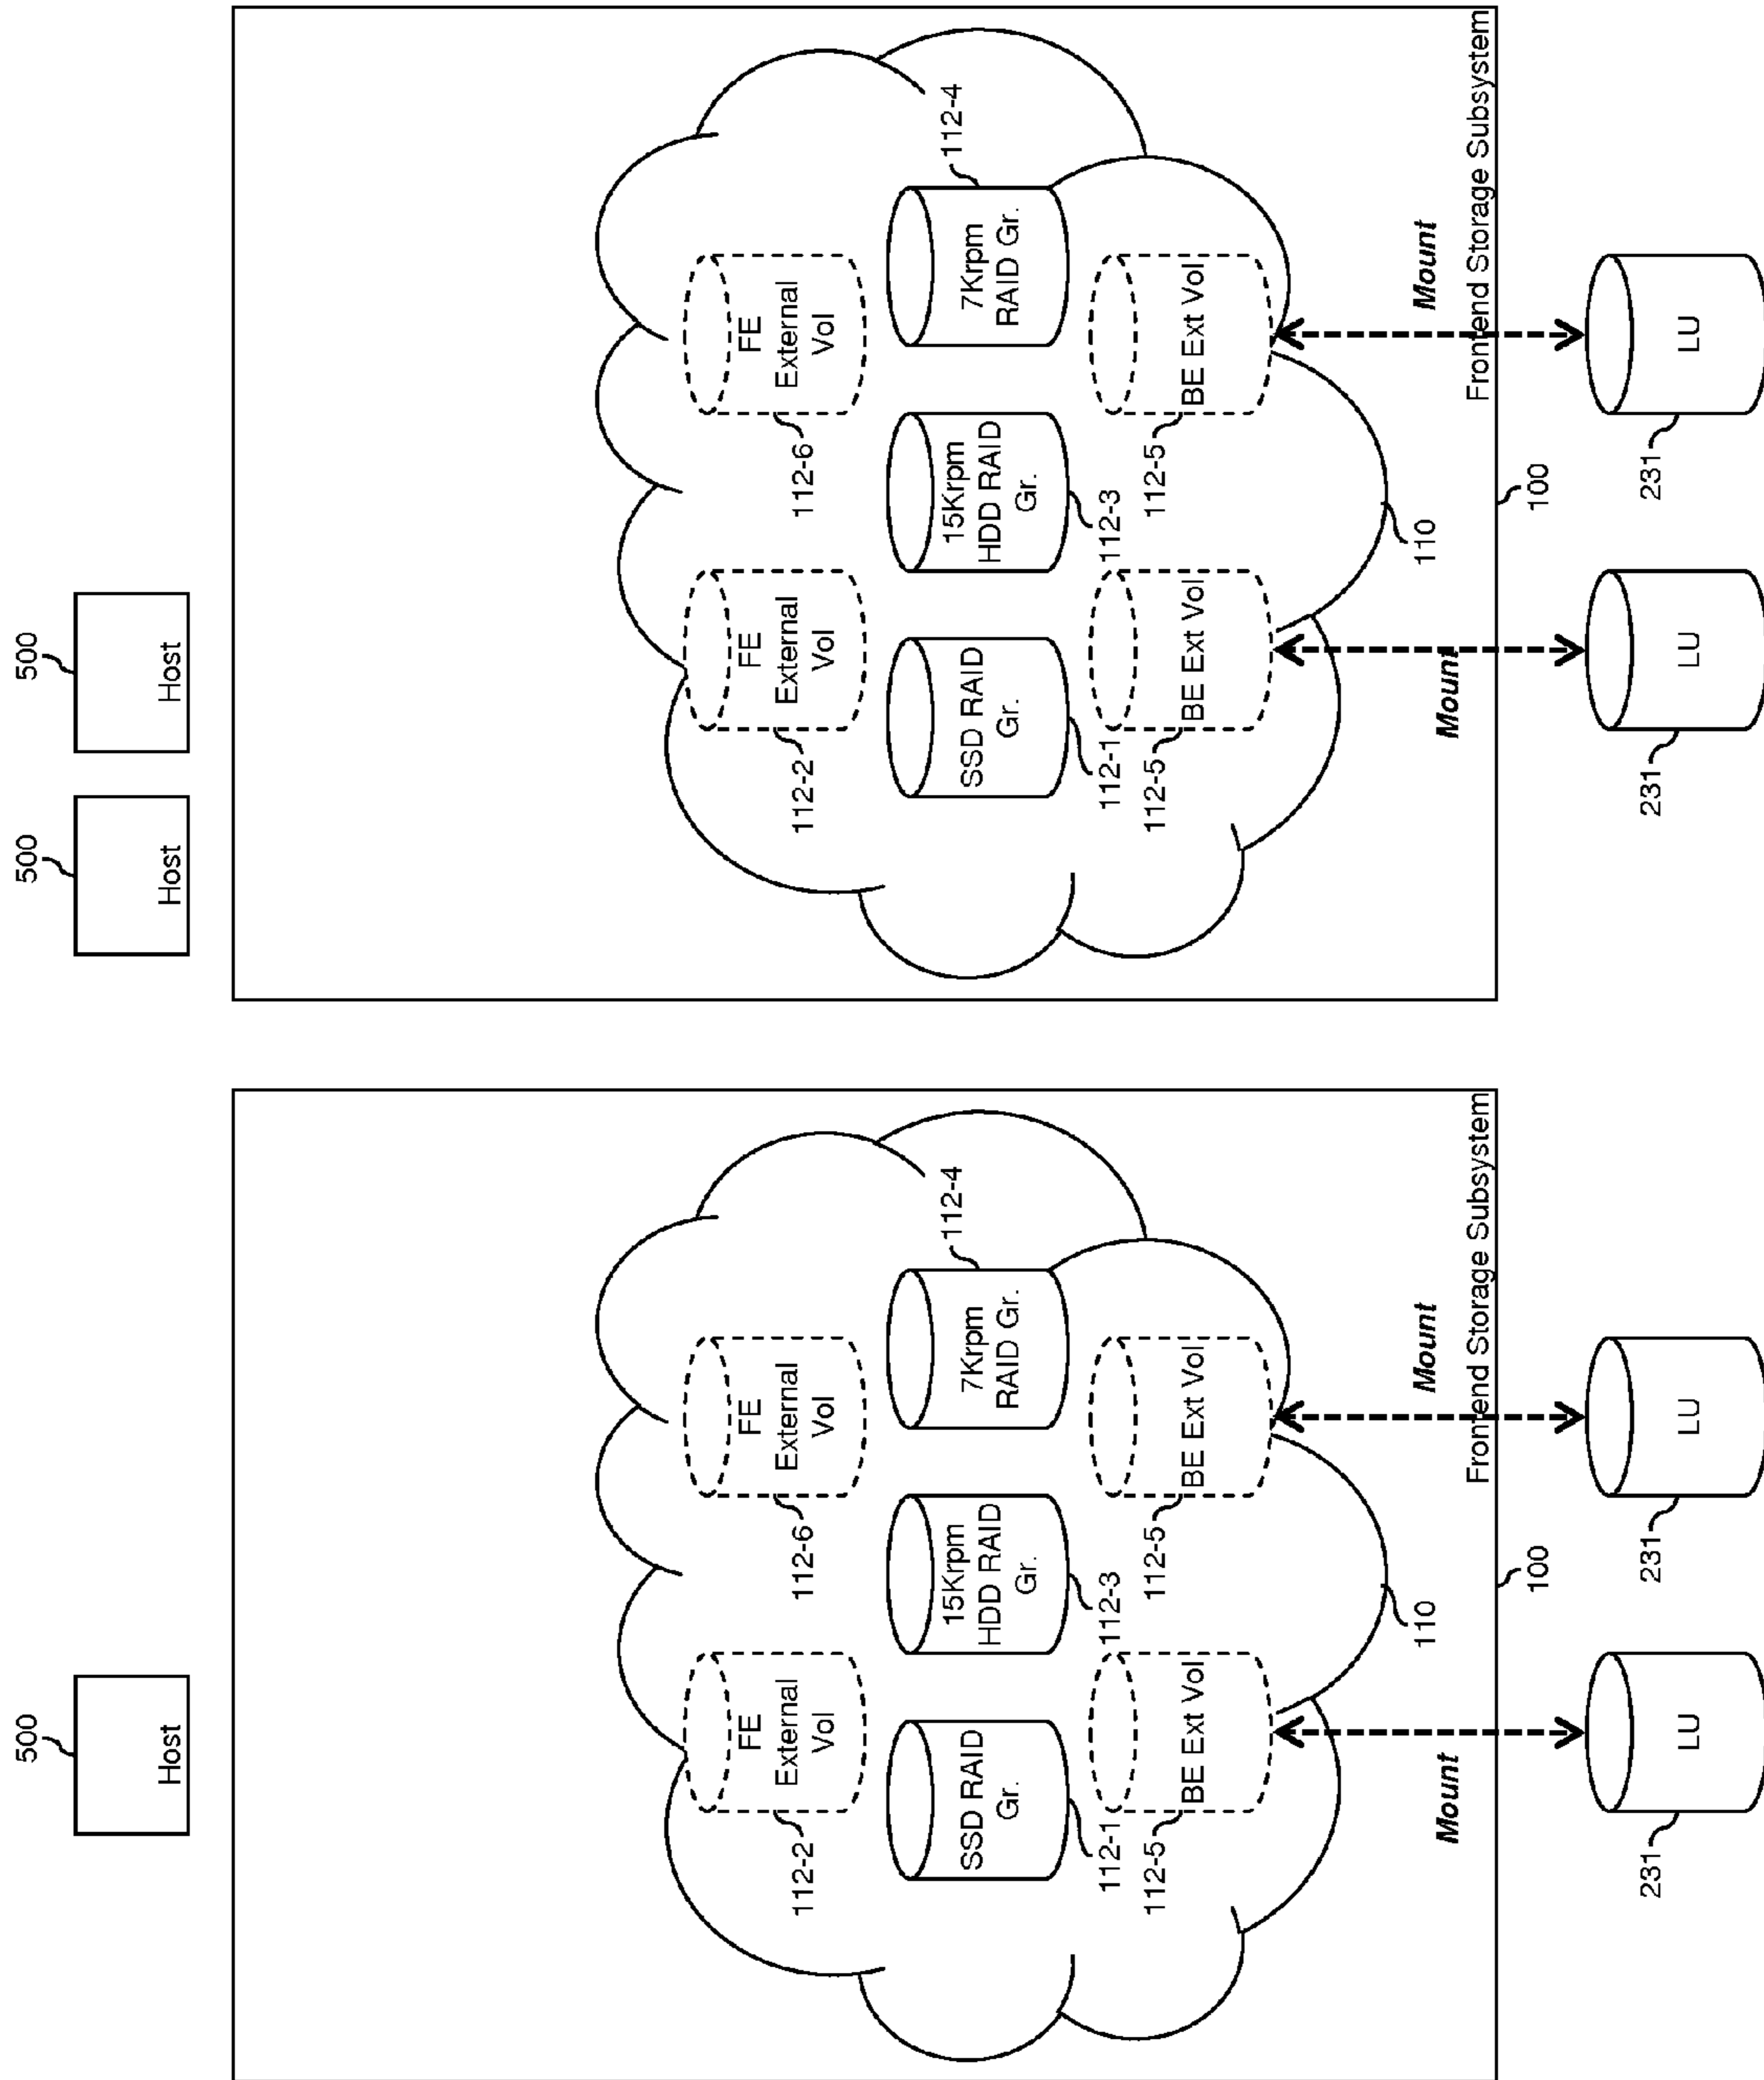 500
Host
FE
External
Vol
112-2
FE
External
Vol
112-6
SSD RAID
Gr.
112-1
15Krpm
HDD RAID
Gr.
112-3
7Krpm
RAID Gr.
112-4
BE Ext Vol
112-5
BE Ext Vol
112-5
110
Mount
Mount
Frontend Storage Subsystem
100
LU
231
LU
231
500
Host
500
Host
FE
External
Vol
112-2
FE
External
Vol
112-6
SSD RAID
Gr.
112-1
15Krpm
HDD RAID
Gr.
112-3
7Krpm
RAID Gr.
112-4
BE Ext Vol
112-5
BE Ext Vol
112-5
110
Mount
Mount
Frontend Storage Subsystem
100
LU
231
LU
231